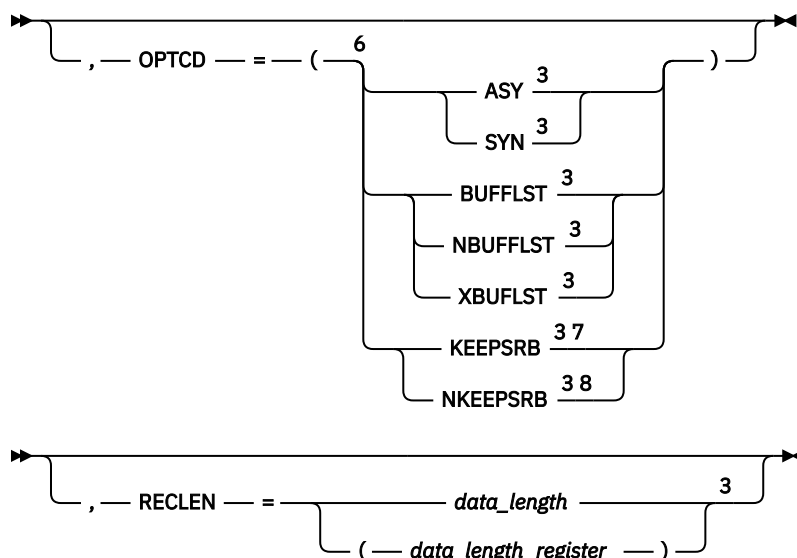 , OPTCD = ( 6 )
ASY 3
SYN 3
BUFFLST 3
NBUFFLST 3
XBUFLST 3
KEEPSRB 3 7
NKEEPSRB 3 8
, RECLEN = data_length 3
( data_length_register )